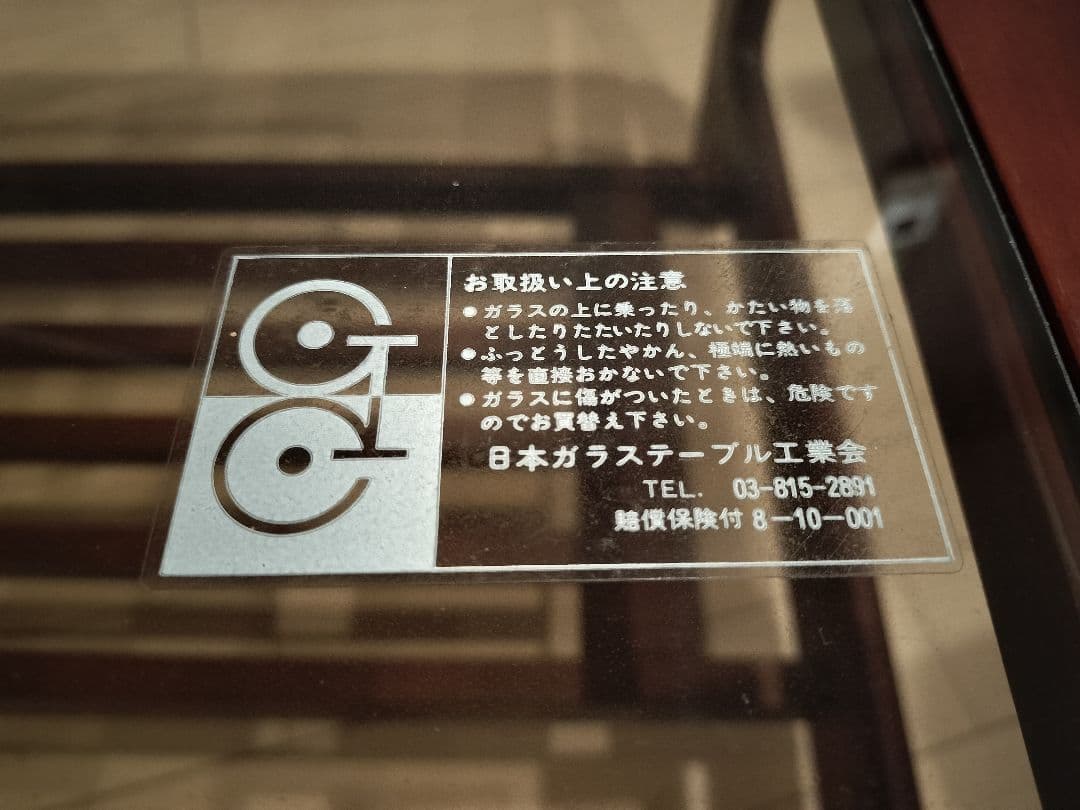 お取扱い上の注意
●ガラスの上に乗ったり、かたい物を落
としたりたたいたりしないで下さい。
●ふっとうしたやかん、極端に熱いもの
等を直接おかないで下さい。
●ガラスに傷がついたときは、危険です
のでお買替え下さい。
日本ガラステーブル工業会
TEL. 03-815-2891
賠償保険付 8-10-001